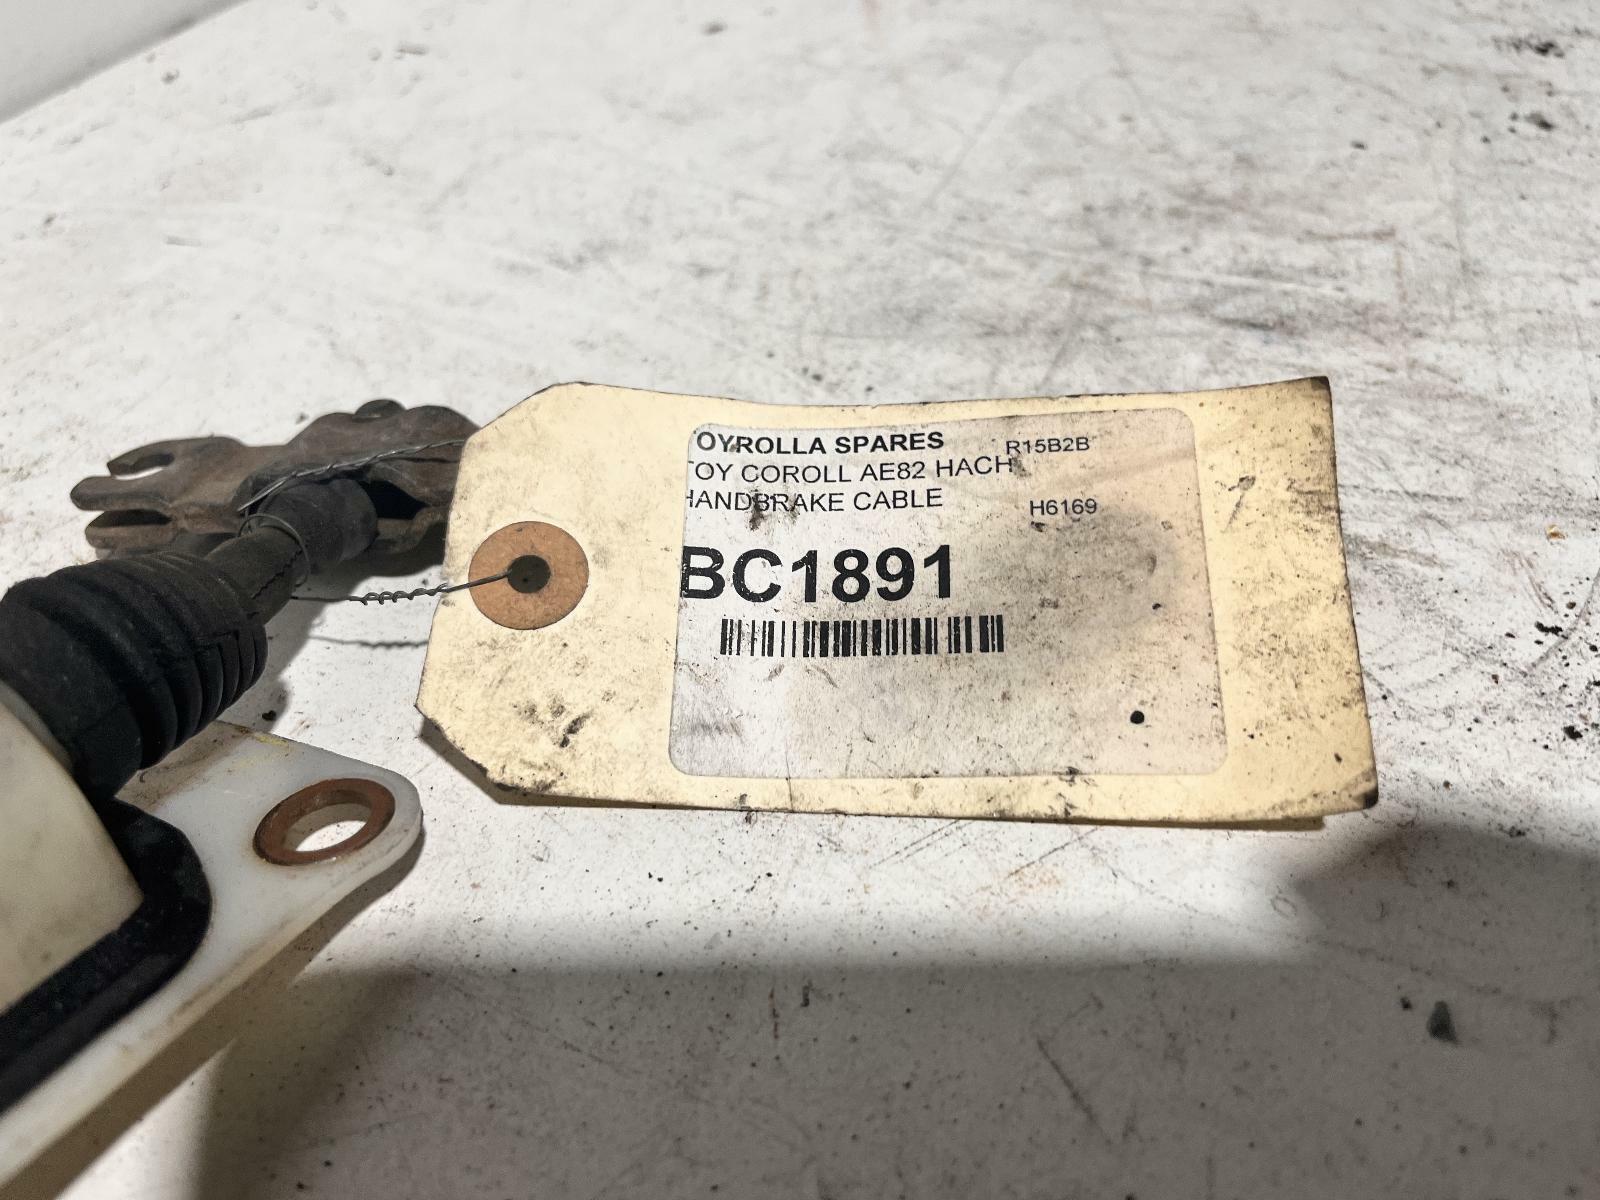 OYROLLA SPARES R15B2B
TOY COROLL AE82 HACH
HANDBRAKE CABLE H6169
BC1891